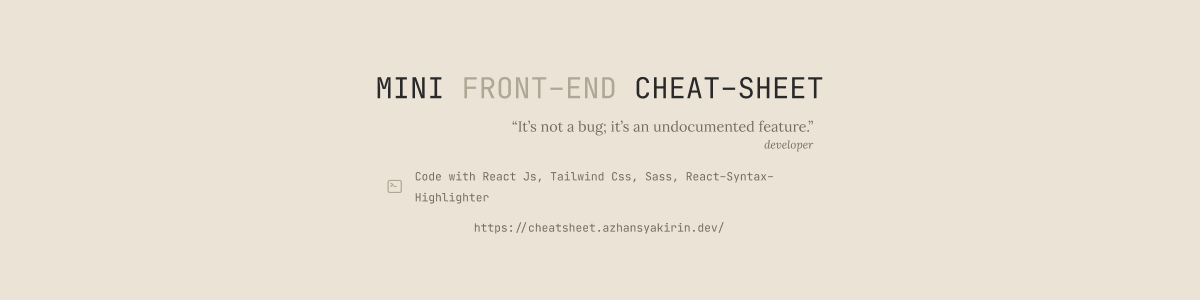 MINI FRONT-END CHEAT-SHEET
“It’s not a bug; it’s an undocumented feature.”
developer
Code with React Js, Tailwind Css, Sass, React-Syntax-
Highlighter
https://cheatsheet.azhansyakirin.dev/